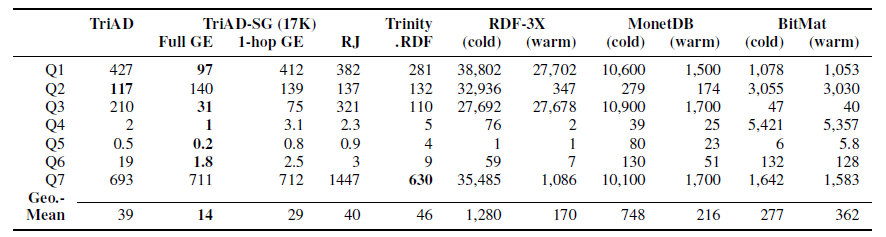 TriAD TriAD-SG (17K) Trinity RDF-3X MonetDB BitMat
Full GE 1-hop GE RJ .RDF (cold) (warm) (cold) (warm) (cold) (warm)
Q1 427 97 412 382 281 38,802 27,702 10,600 1,500 1,078 1,053
Q2 117 140 139 137 132 32,936 347 279 174 3,055 3,030
Q3 210 31 75 321 110 27,692 27,678 10,900 1,700 47 40
Q4 2 1 3.1 2.3 5 76 2 39 25 5,421 5,357
Q5 0.5 0.2 0.8 0.9 4 1 1 80 23 6 5.8
Q6 19 1.8 2.5 3 9 59 7 130 51 132 128
Q7 693 711 712 1447 630 35,485 1,086 10,100 1,700 1,642 1,583
Geo.-
Mean 39 14 29 40 46 1,280 170 748 216 277 362